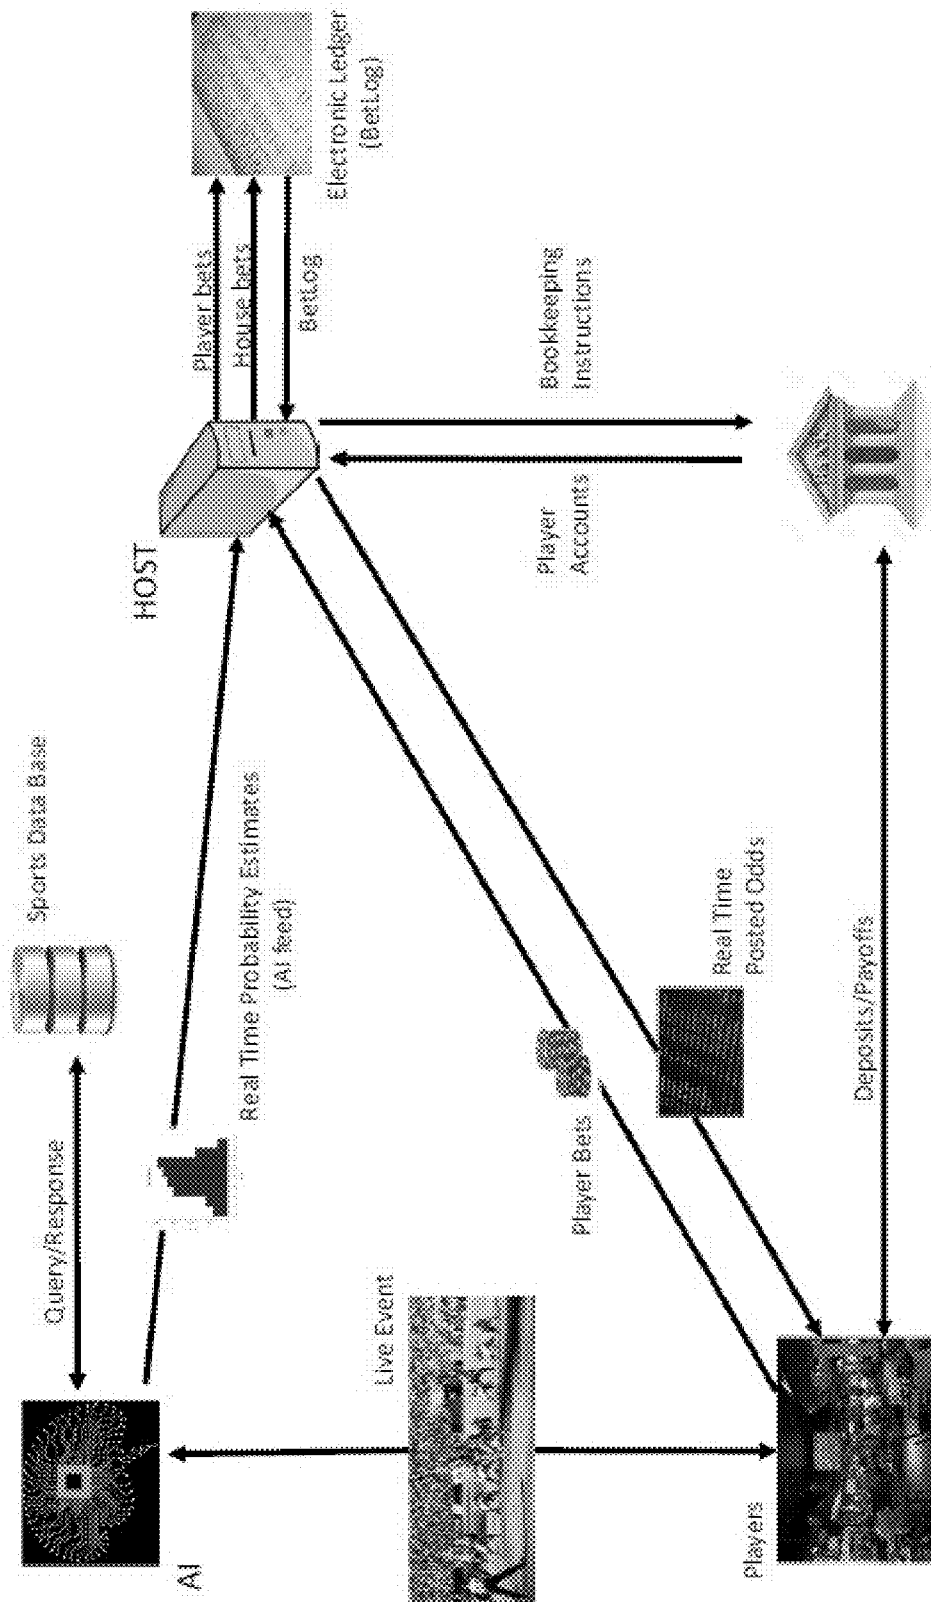 AI
Query/Response
Sports Data Base
Real Time Probability Estimates
(AI feed)
HOST
Player bets
House bets
BetLog
Electronic Ledger
(BetLog)
Live Event
Player Bets
Real Time
Posted Odds
Player
Accounts
Bookkeeping
Instructions
Players
Deposits/Payoffs